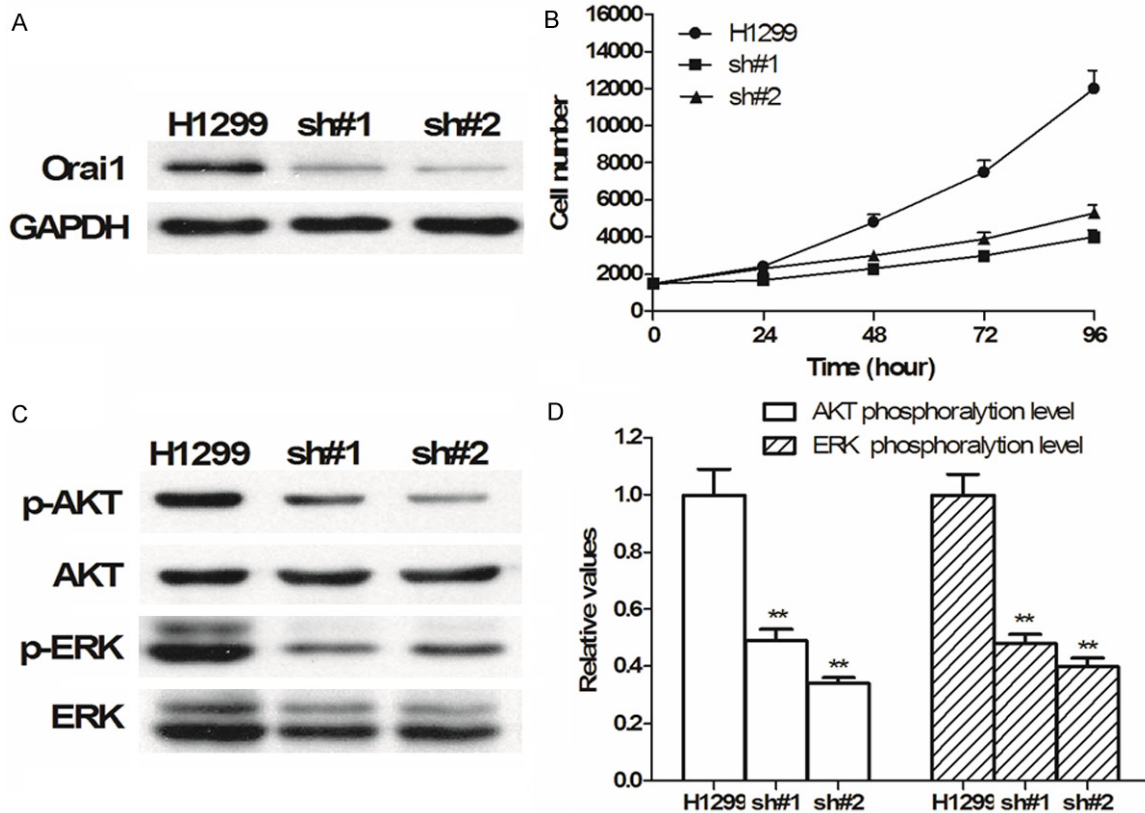 A
H1299 sh#1 sh#2
Orai1
GAPDH
B
16000
14000
12000
10000
8000
6000
4000
2000
0
Cell number
H1299
sh#1
sh#2
0 24 48 72 96
Time (hour)
C
H1299 sh#1 sh#2
p-AKT
AKT
p-ERK
ERK
D
AKT phosphoralytion level
ERK phosphoralytion level
1.2
1.0
0.8
0.6
0.4
0.2
0.0
Relative values
** ** ** **
H1299 sh#1 sh#2 H1299 sh#1 sh#2